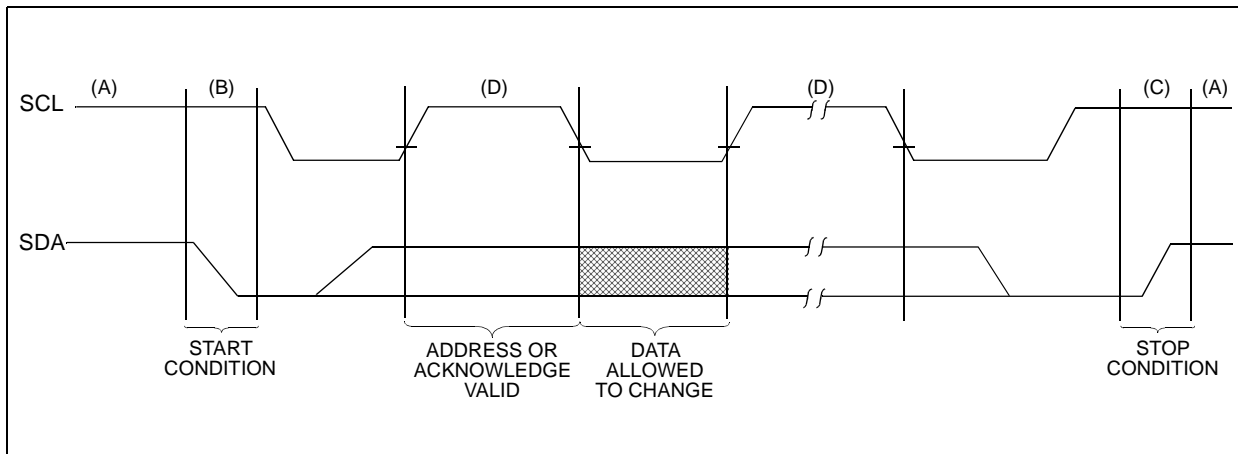 (A) (B) (D) (D) (C) (A)
SCL
SDA
START
CONDITION
ADDRESS OR
ACKNOWLEDGE
VALID
DATA
ALLOWED
TO CHANGE
STOP
CONDITION